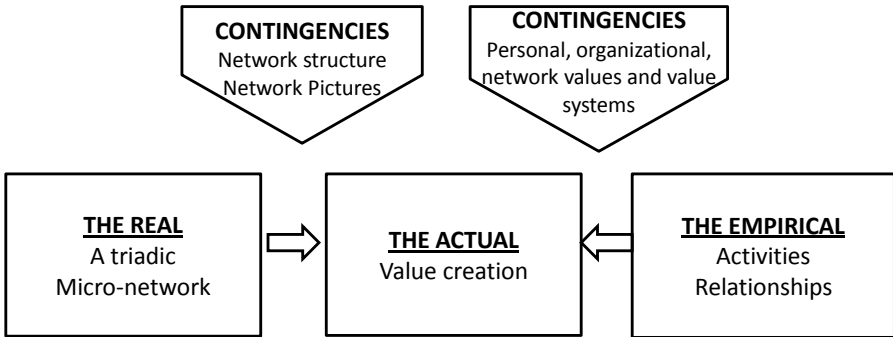 CONTINGENCIES
Network structure
Network Pictures
CONTINGENCIES
Personal, organizational,
network values and value
systems
THE REAL
A triadic
Micro-network
THE ACTUAL
Value creation
THE EMPIRICAL
Activities
Relationships